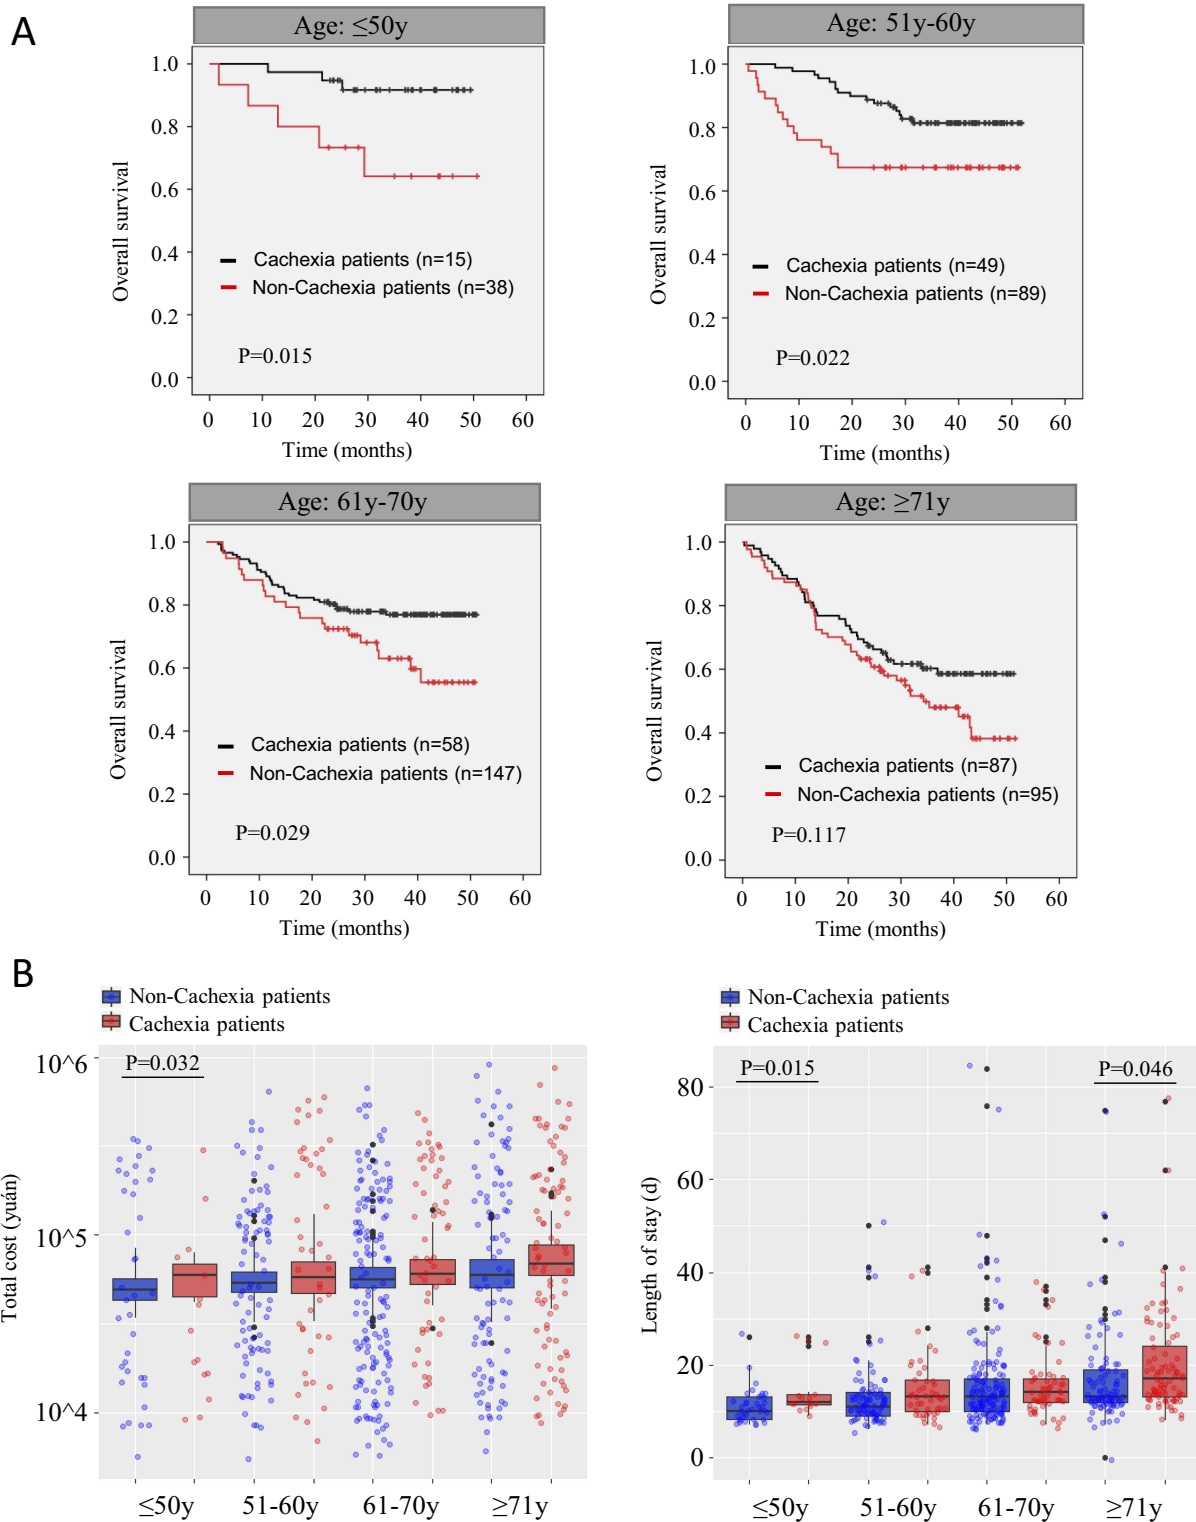 A
Age: ≤50y
Overall survival
1.0
0.8
0.6
0.4
0.2
0.0
Cachexia patients (n=15)
Non-Cachexia patients (n=38)
P=0.015
0 10 20 30 40 50 60
Time (months)
Age: 51y-60y
Overall survival
1.0
0.8
0.6
0.4
0.2
0.0
Cachexia patients (n=49)
Non-Cachexia patients (n=89)
P=0.022
0 10 20 30 40 50 60
Time (months)
Age: 61y-70y
Overall survival
1.0
0.8
0.6
0.4
0.2
0.0
Cachexia patients (n=58)
Non-Cachexia patients (n=147)
P=0.029
0 10 20 30 40 50 60
Time (months)
Age: ≥71y
Overall survival
1.0
0.8
0.6
0.4
0.2
0.0
Cachexia patients (n=87)
Non-Cachexia patients (n=95)
P=0.117
0 10 20 30 40 50 60
Time (months)
B
Non-Cachexia patients
Cachexia patients
Total cost (yuán)
10^6
10^5
10^4
P=0.032
≤50y 51-60y 61-70y ≥71y
Non-Cachexia patients
Cachexia patients
Length of stay (d)
80
60
40
20
0
P=0.015
P=0.046
≤50y 51-60y 61-70y ≥71y